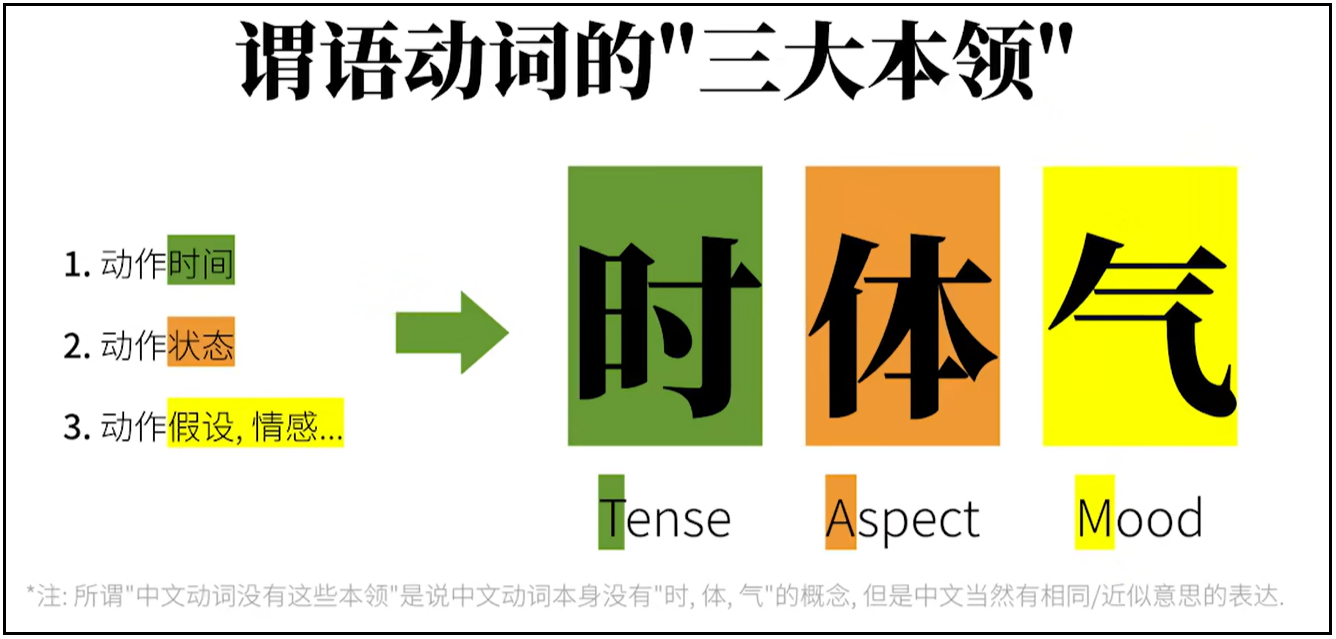 谓语动词的"三大本领"
1. 动作时间
2. 动作状态
3. 动作假设, 情感...
时 体 气
Tense Aspect Mood
*注: 所谓"中文动词没有这些本领"是说中文动词本身没有"时, 体, 气"的概念, 但是中文当然有相同/近似意思的表达.